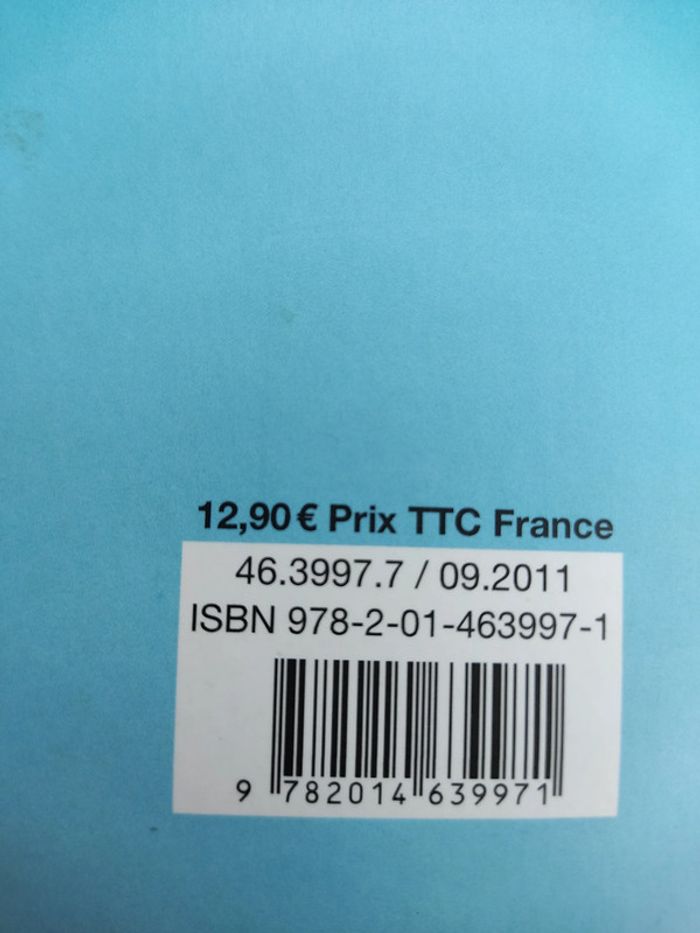 12,90 € Prix TTC France
46.3997.7 / 09.2011
ISBN 978-2-01-463997-1
9 782014 639971